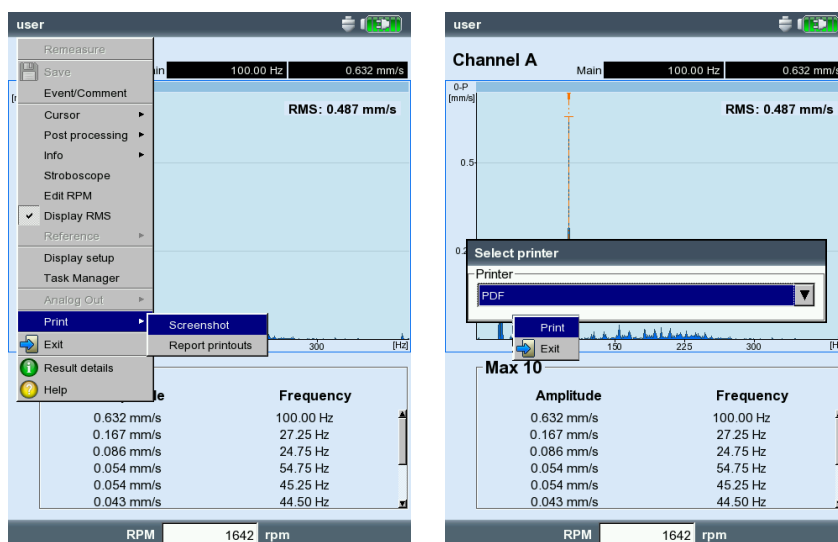 user
Remeasure
Save
Event/Comment
Cursor
Post processing
Info
Stroboscope
Edit RPM
Display RMS
Reference
Display setup
Task Manager
Analog Out
Print
Exit
Result details
Help
Screenshot
Report printouts
in 100.00 Hz 0.632 mm/s
RMS: 0.487 mm/s
300 [Hz]
Frequency
0.632 mm/s 100.00 Hz
0.167 mm/s 27.25 Hz
0.086 mm/s 24.75 Hz
0.054 mm/s 54.75 Hz
0.054 mm/s 45.25 Hz
0.043 mm/s 44.50 Hz
RPM 1642 rpm
user
Channel A
Main 100.00 Hz 0.632 mm/s
0-P
[mm/s]
RMS: 0.487 mm/s
0.5
Select printer
Printer
PDF
Print
Exit
150 225 300 [H
Max 10
Amplitude Frequency
0.632 mm/s 100.00 Hz
0.167 mm/s 27.25 Hz
0.086 mm/s 24.75 Hz
0.054 mm/s 54.75 Hz
0.054 mm/s 45.25 Hz
0.043 mm/s 44.50 Hz
RPM 1642 rpm